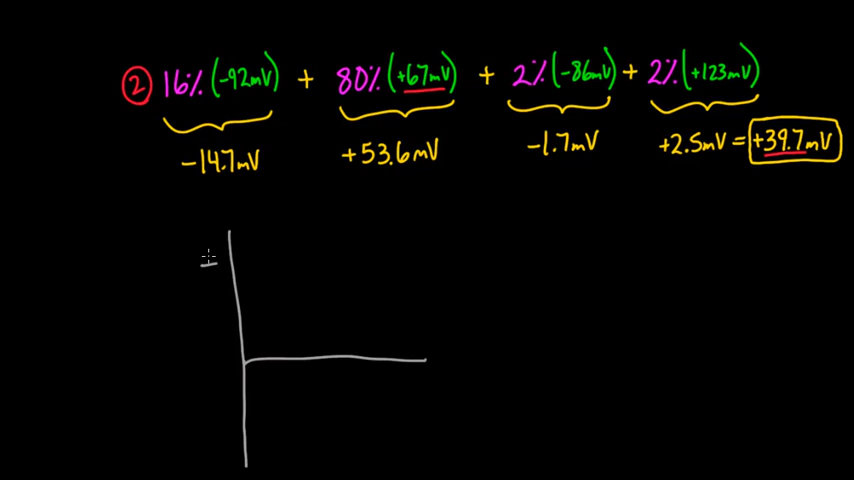 ② 16% (-92mV) + 80% (+67mV) + 2% (-86mV) + 2% (+123mV)
-14.7mV +53.6mV -1.7mV +2.5mV = +39.7mV